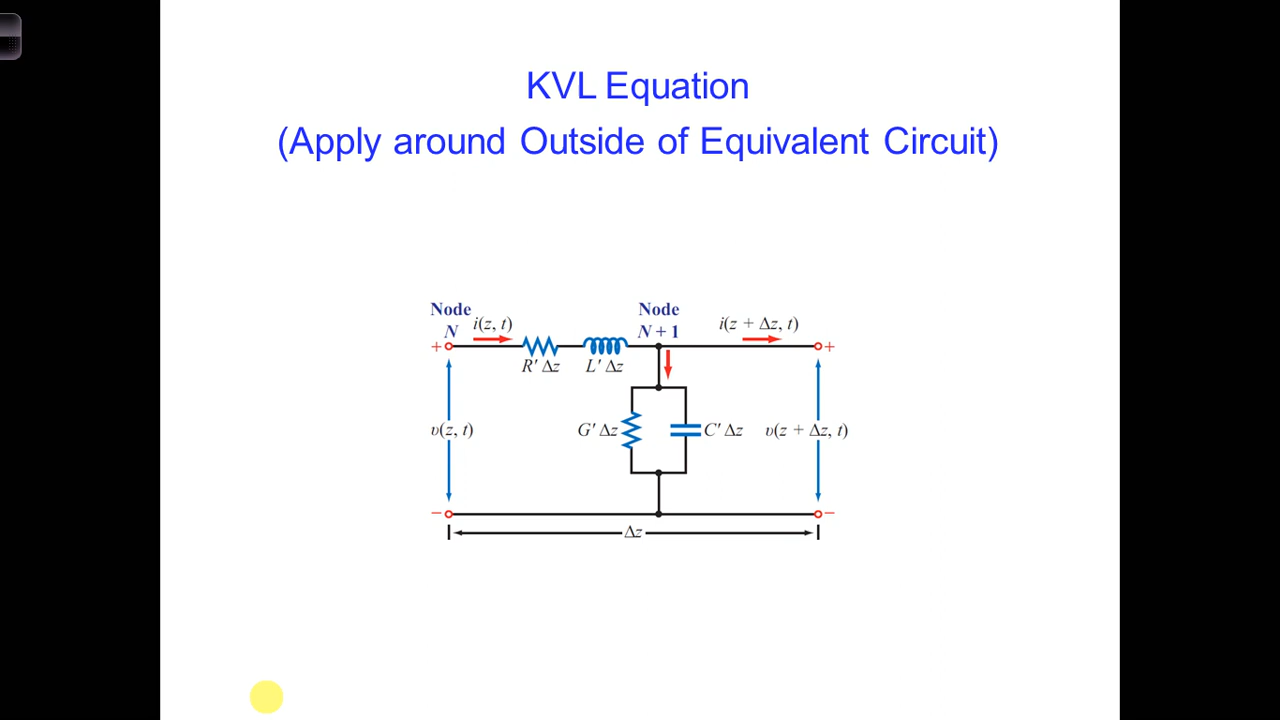 KVL Equation
(Apply around Outside of Equivalent Circuit)
Node
N
i(z, t)
Node
N + 1
i(z + Δz, t)
+
+
R′ Δz
L′ Δz
υ(z, t)
G′ Δz
C′ Δz
υ(z + Δz, t)
−
−
Δz